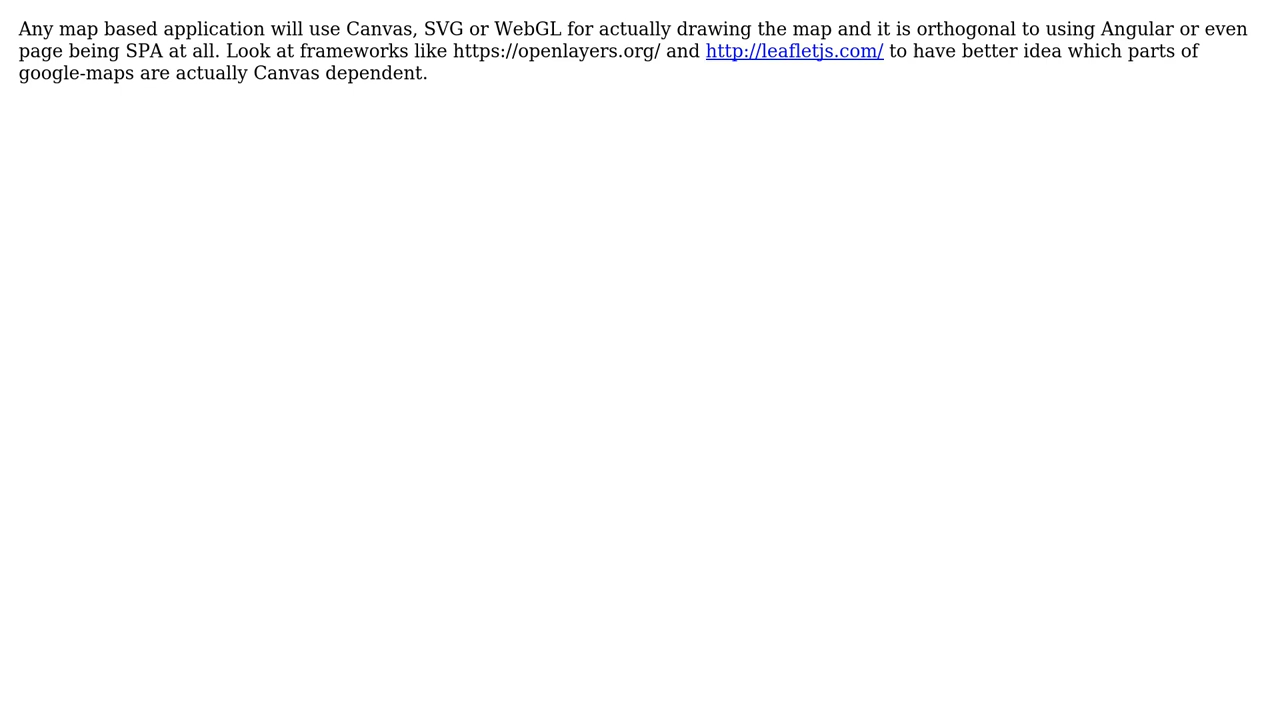 Any map based application will use Canvas, SVG or WebGL for actually drawing the map and it is orthogonal to using Angular or even
page being SPA at all. Look at frameworks like https://openlayers.org/ and http://leafletjs.com/ to have better idea which parts of
google-maps are actually Canvas dependent.